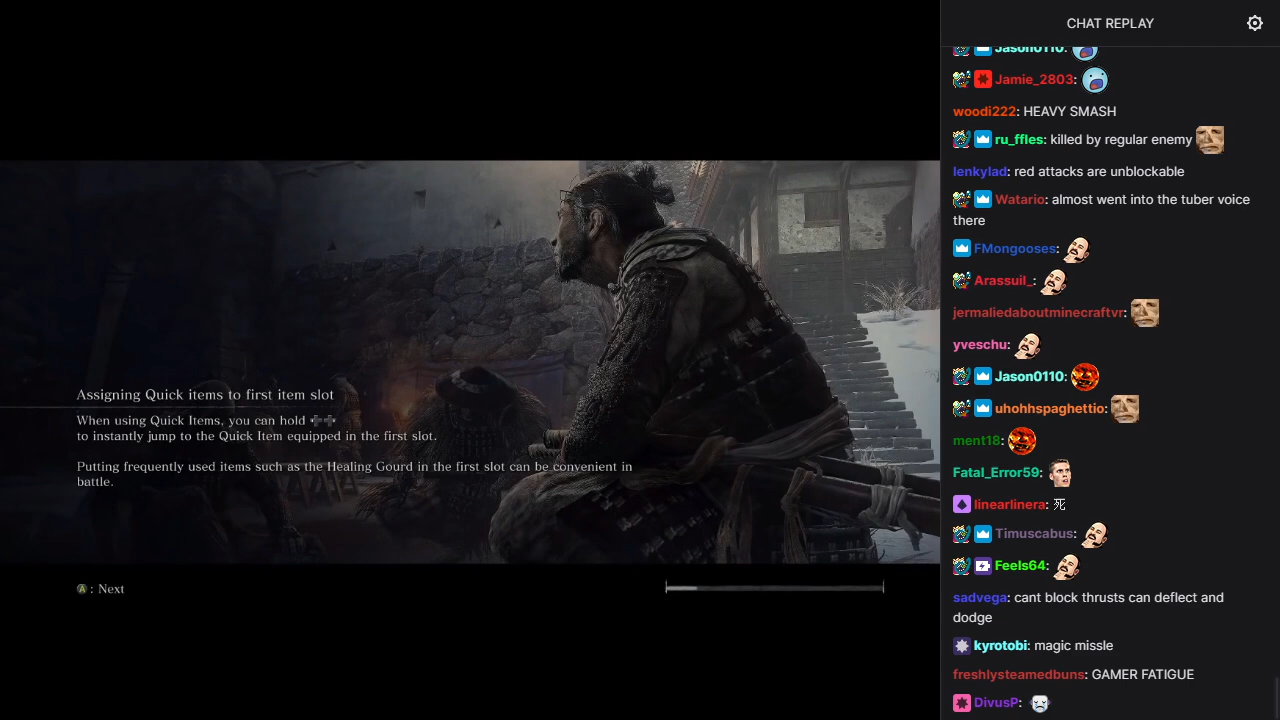 CHAT REPLAY
Jason0110:
Jamie_2803:
woodi222: HEAVY SMASH
ru_ffles: killed by regular enemy
lenkylad: red attacks are unblockable
Watario: almost went into the tuber voice
there
FMongooses:
Arassuil_:
jermaliedaboutminecraftvr:
yveschu:
Jason0110:
uhohhspaghettio:
ment18:
Fatal_Error59:
linearlinera: 死
Timuscabus:
Feels64:
sadvega: cant block thrusts can deflect and
dodge
kyrotobi: magic missle
freshlysteamedbuns: GAMER FATIGUE
DivusP:
Assigning Quick items to first item slot
When using Quick Items, you can hold
to instantly jump to the Quick Item equipped in the first slot.
Putting frequently used items such as the Healing Gourd in the first slot can be convenient in
battle.
A : Next